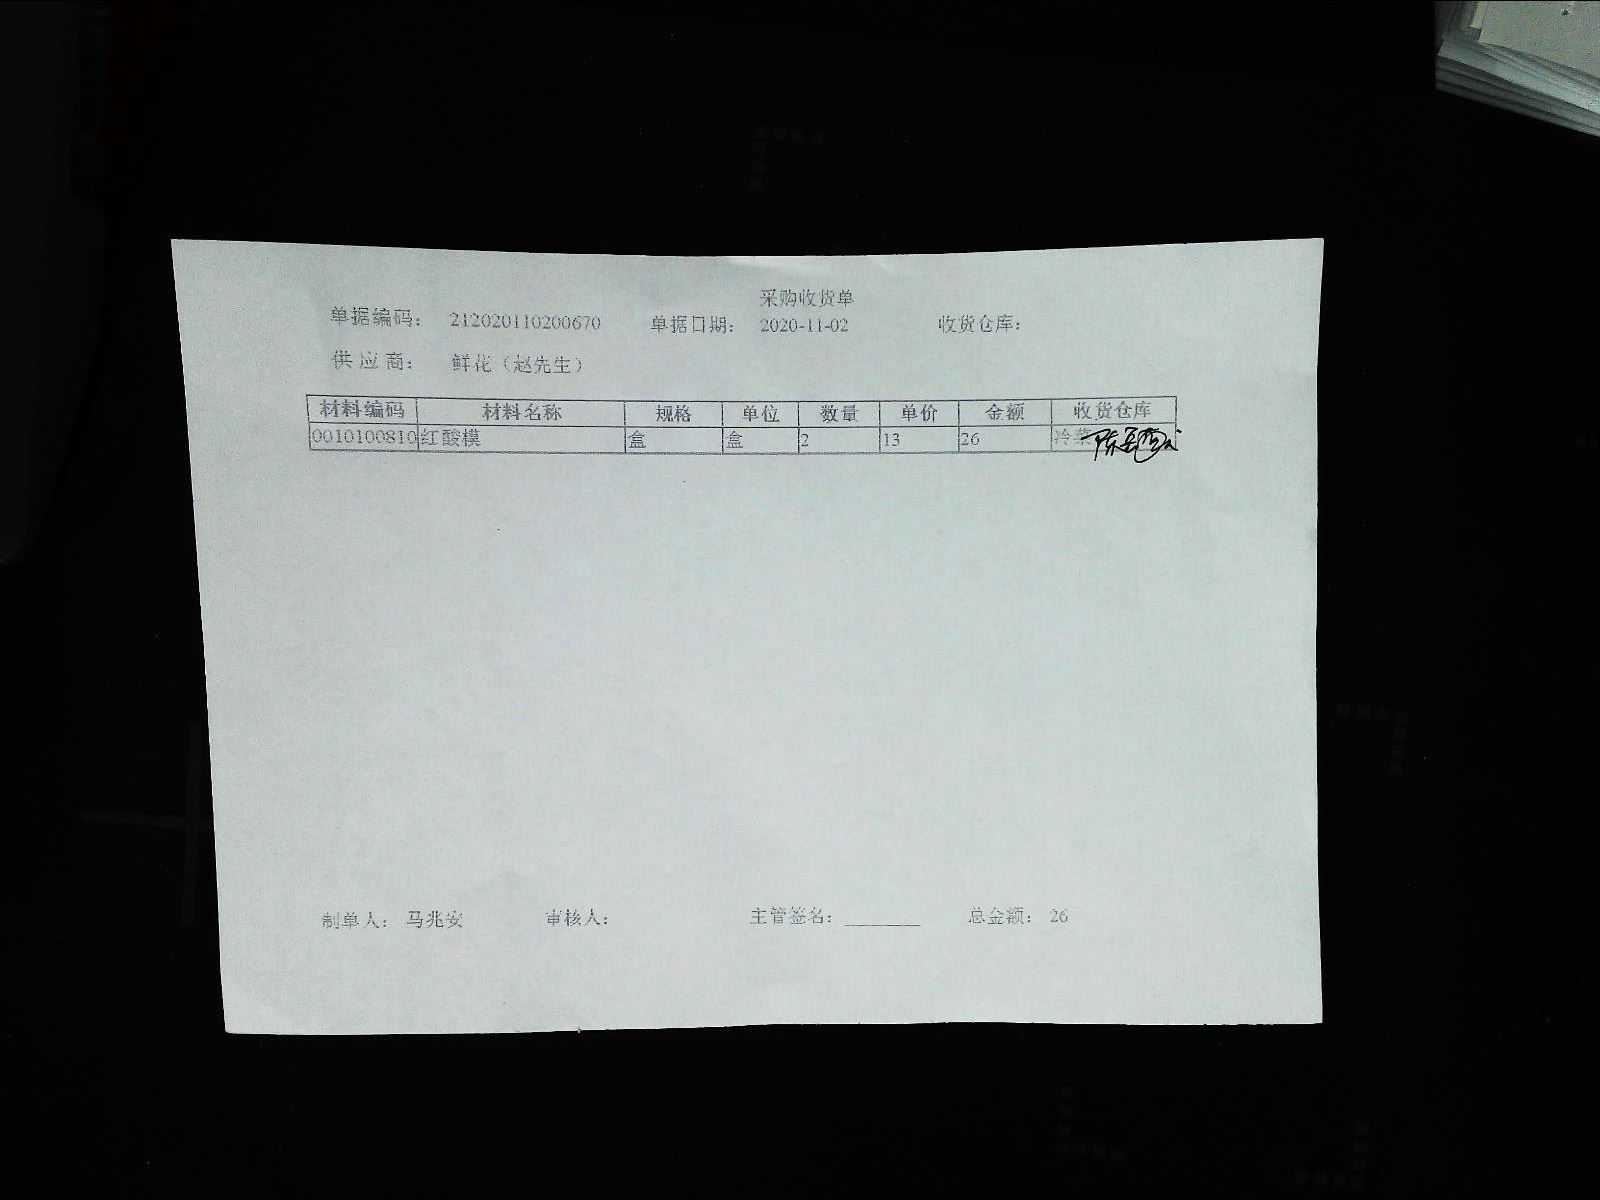 采购收货单
单据编码： 212020110200670 单据日期： 2020-11-02 收货仓库：
供应商： 鲜花（赵先生）
材料编码 材料名称 规格 单位 数量 单价 金额 收货仓库
0010100810 红酸模 盒 盒 2 13 26 冷菜
制单人： 马兆安 审核人： 主管签名： ________ 总金额： 26